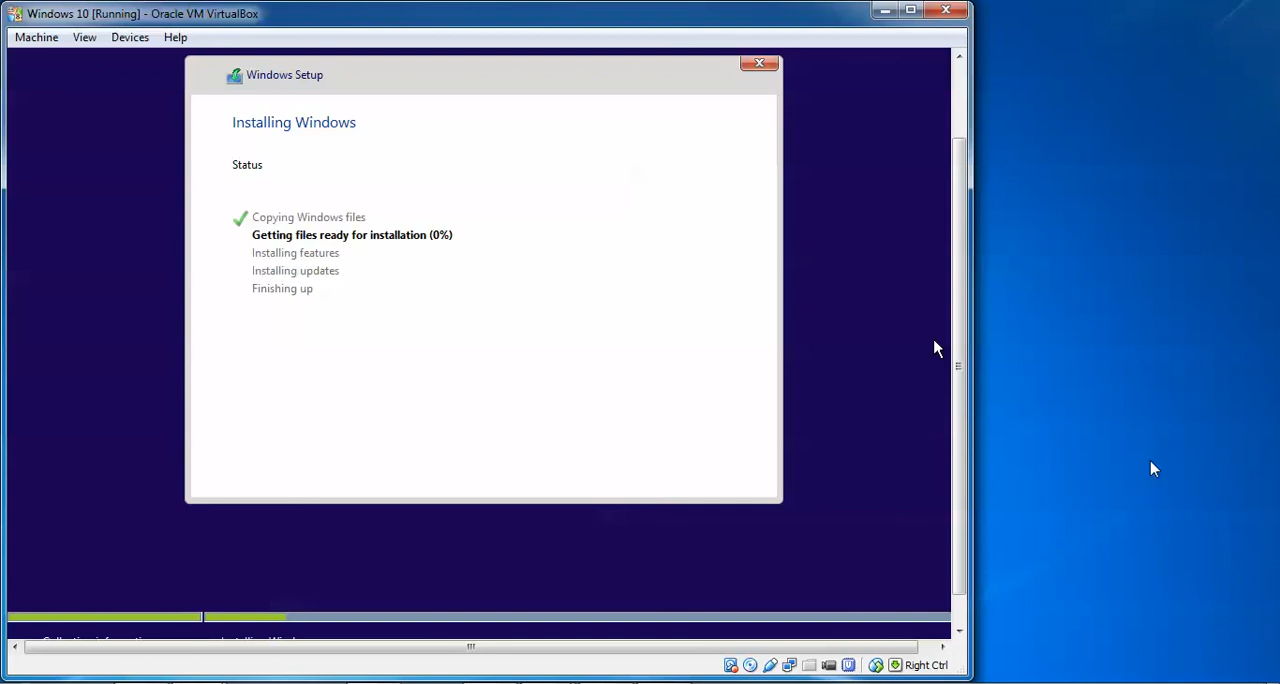 Windows 10 [Running] - Oracle VM VirtualBox
Machine View Devices Help
Windows Setup
Installing Windows
Status
Copying Windows files
Getting files ready for installation (0%)
Installing features
Installing updates
Finishing up
Right Ctrl